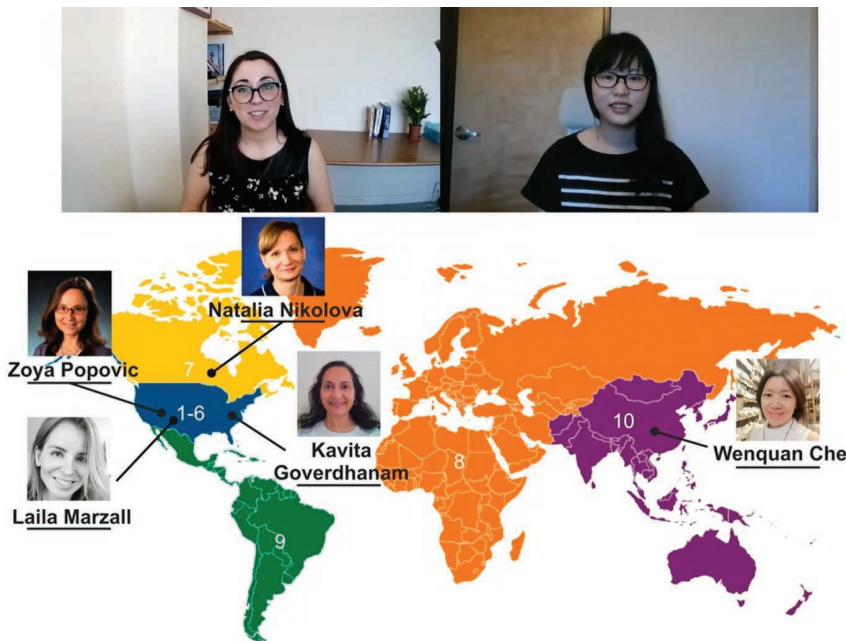 Natalia Nikolova
Zoya Popovic
7
1-6
Kavita
Goverdhanam
Laila Marzall
8
9
10
Wenquan Che